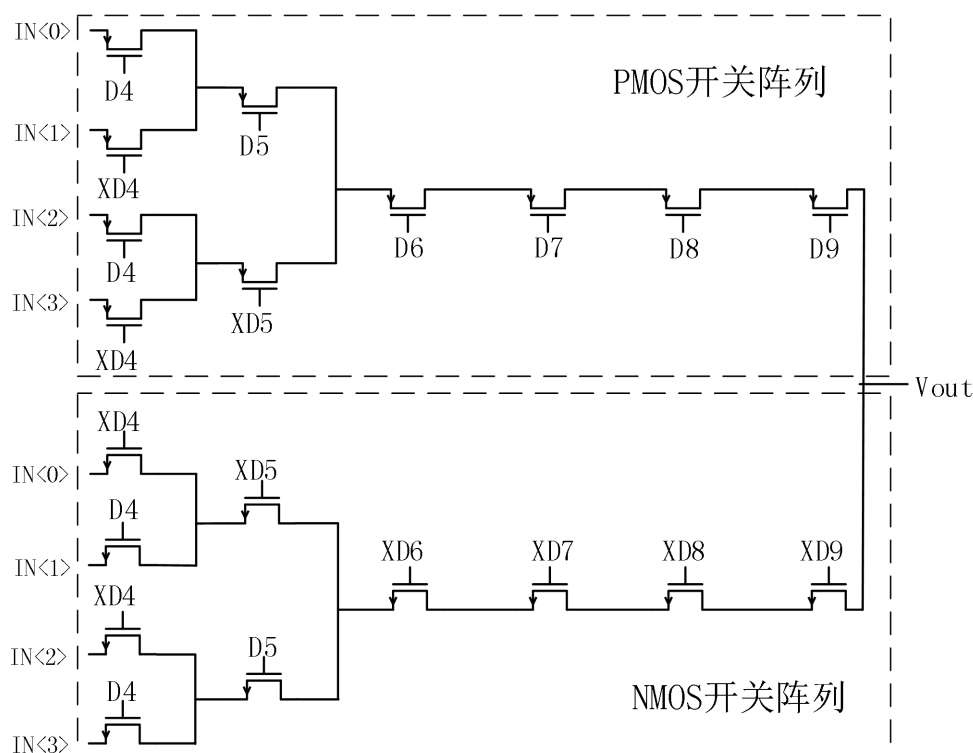 IN<0>
D4
PMOS开关阵列
IN<1>
D5
XD4
IN<2>
D4
D6
D7
D8
D9
IN<3>
XD5
XD4
Vout
XD4
IN<0>
XD5
D4
IN<1>
XD6
XD7
XD8
XD9
XD4
IN<2>
D5
D4
NMOS开关阵列
IN<3>